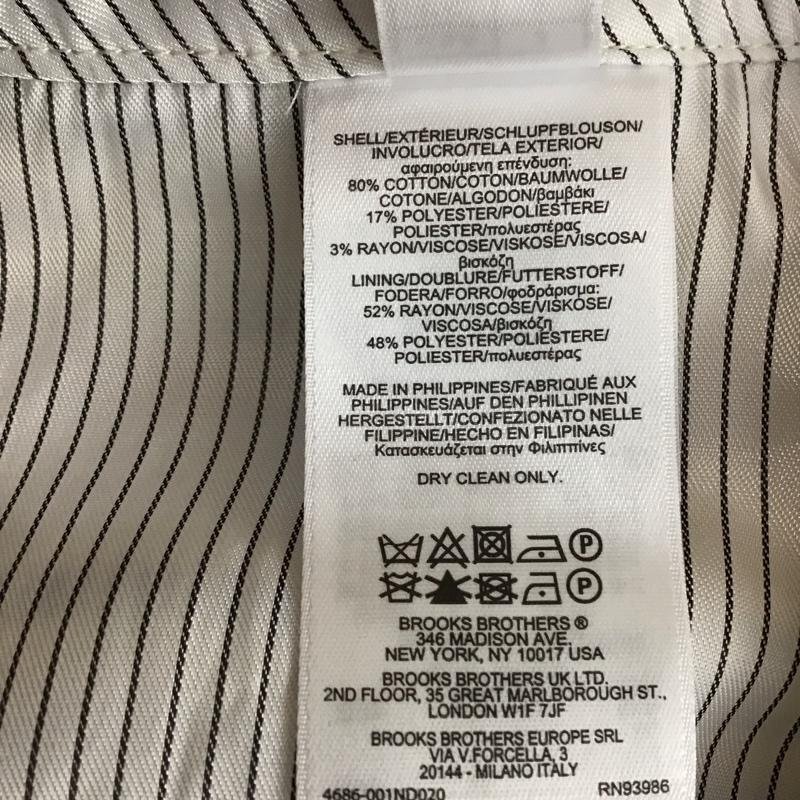 SHELL/EXTÉRIEUR/SCHLUPFBLOUSON/
INVOLUCRO/TELA EXTERIOR/
αφαιρούμενη επένδυση:
80% COTTON/COTON/BAUMWOLLE/
COTONE/ALGODON/βαμβάκι
17% POLYESTER/POLIESTERE/
POLIESTER/πολυεστέρας
3% RAYON/VISCOSE/VISKOSE/VISCOSA/
βισκόζη
LINING/DOUBLURE/FUTTERSTOFF/
FODERA/FORRO/φοδράρισμα:
52% RAYON/VISCOSE/VISKOSE/
VISCOSA/βισκόζη
48% POLYESTER/POLIESTERE/
POLIESTER/πολυεστέρας
MADE IN PHILIPPINES/FABRIQUÉ AUX
PHILIPPINES/AUF DEN PHILLIPINEN
HERGESTELLT/CONFEZIONATO NELLE
FILIPPINE/HECHO EN FILIPINAS/
Κατασκευάζεται στην Φιλιππίνες
DRY CLEAN ONLY.
P
P
BROOKS BROTHERS ®
346 MADISON AVE.
NEW YORK, NY 10017 USA
BROOKS BROTHERS UK LTD.
2ND FLOOR, 35 GREAT MARLBOROUGH ST.,
LONDON W1F 7JF
BROOKS BROTHERS EUROPE SRL
VIA V.FORCELLA, 3
20144 - MILANO ITALY
4686-001ND020 RN93986